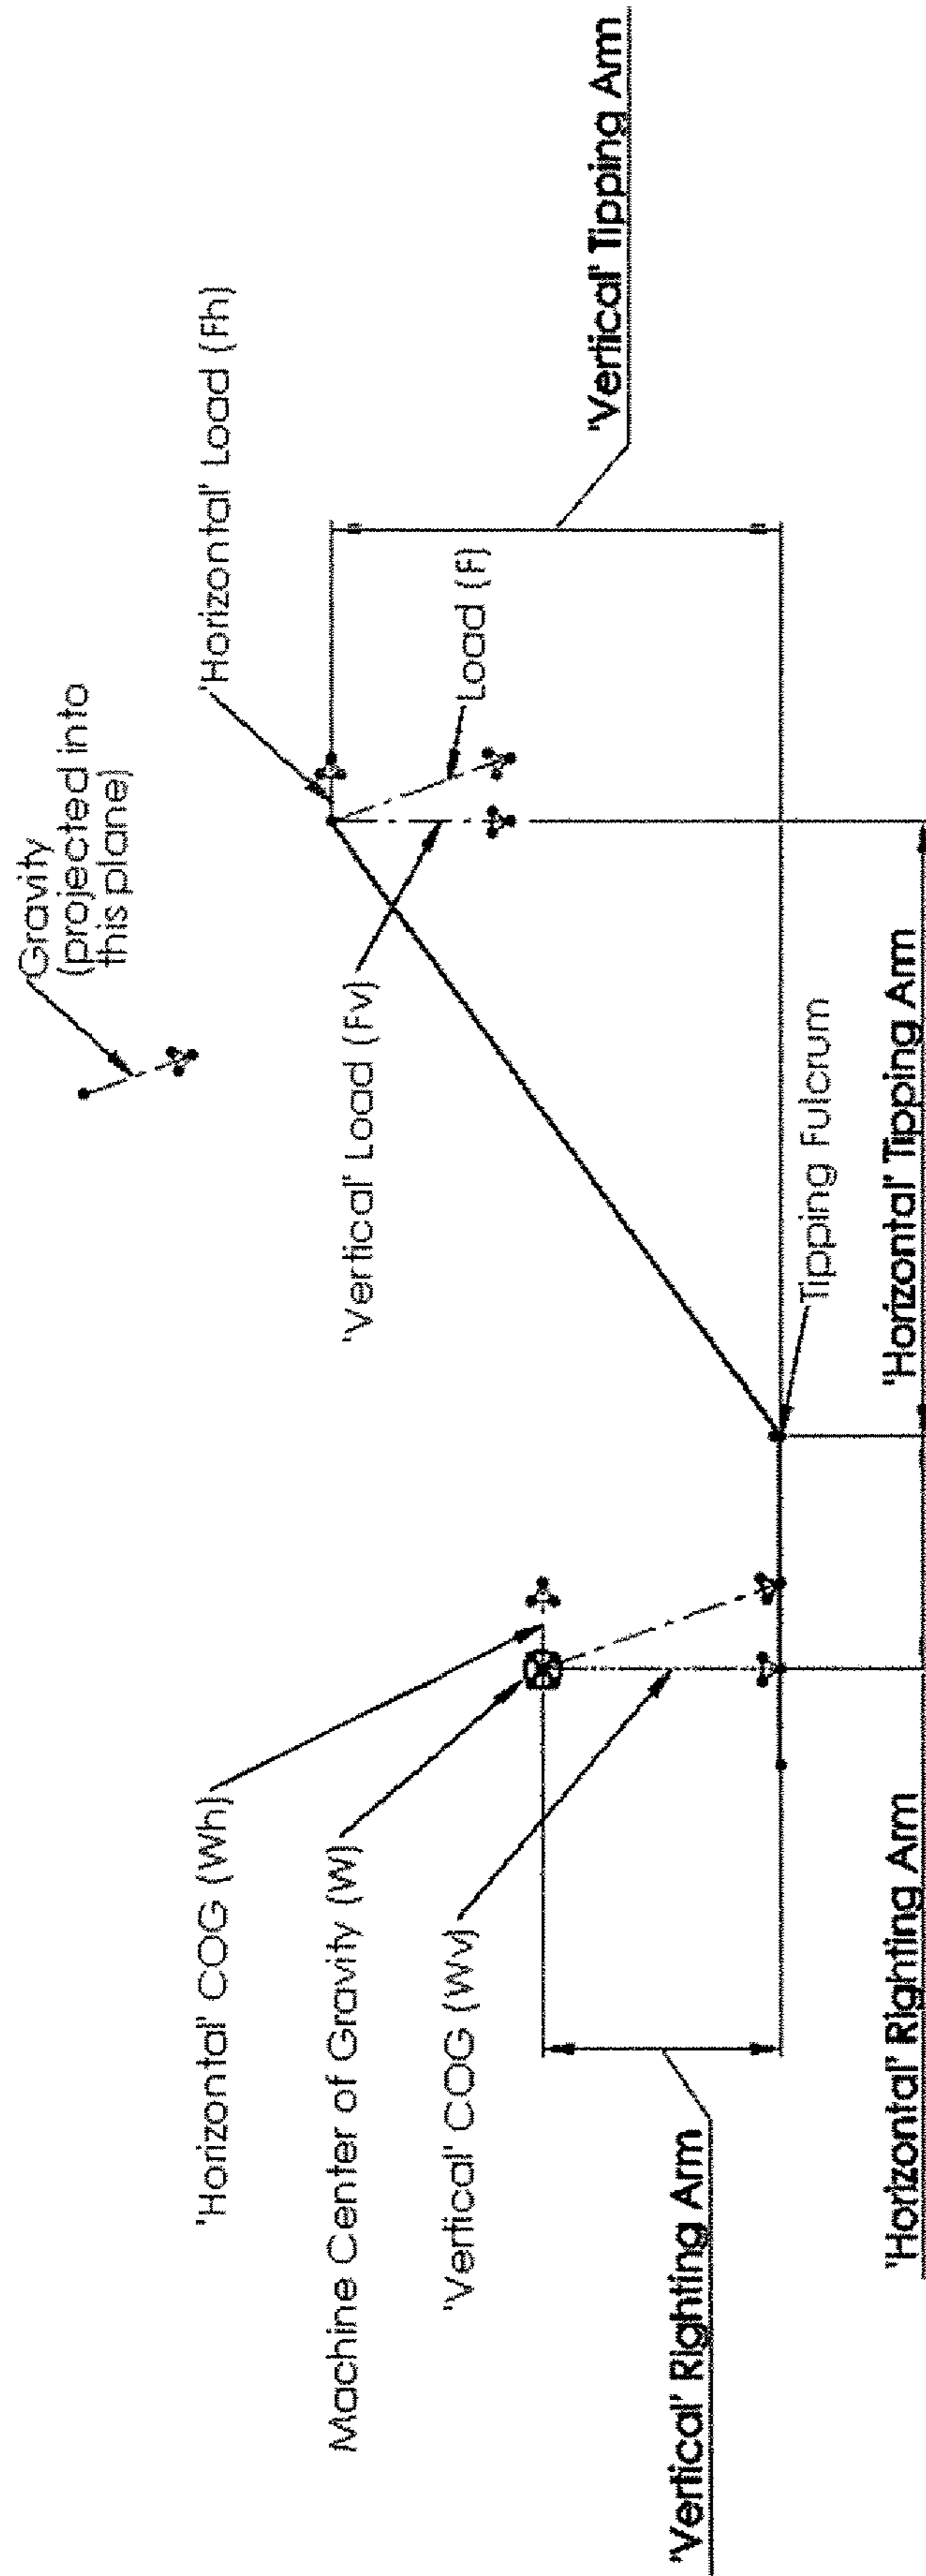 Gravity
(projected into
this plane)
'Horizontal' COG (Wh)
'Horizontal' Load (Fh)
Machine Center of Gravity (W)
'Vertical' Load (Fv)
'Vertical' COG (Wv)
Load (F)
'Vertical' Tipping Arm
'Vertical' Righting Arm
Tipping Fulcrum
'Horizontal' Righting Arm
'Horizontal' Tipping Arm